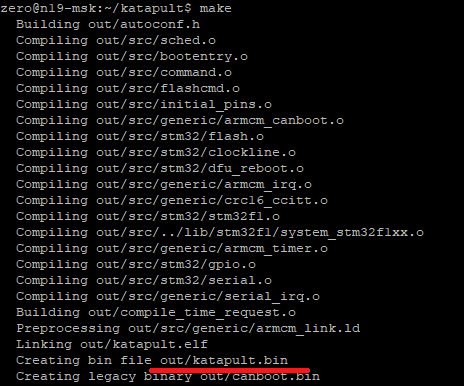 zero@n19-msk:~/katapult$ make
Building out/autoconf.h
Compiling out/src/sched.o
Compiling out/src/bootentry.o
Compiling out/src/command.o
Compiling out/src/flashcmd.o
Compiling out/src/initial_pins.o
Compiling out/src/generic/armcm_canboot.o
Compiling out/src/stm32/flash.o
Compiling out/src/stm32/clockline.o
Compiling out/src/stm32/dfu_reboot.o
Compiling out/src/generic/armcm_irq.o
Compiling out/src/generic/crc16_ccitt.o
Compiling out/src/stm32/stm32f1.o
Compiling out/src/../lib/stm32f1/system_stm32f1xx.o
Compiling out/src/generic/armcm_timer.o
Compiling out/src/stm32/gpio.o
Compiling out/src/stm32/serial.o
Compiling out/src/generic/serial_irq.o
Building out/compile_time_request.o
Preprocessing out/src/generic/armcm_link.ld
Linking out/katapult.elf
Creating bin file out/katapult.bin
Creating legacy binary out/canboot.bin